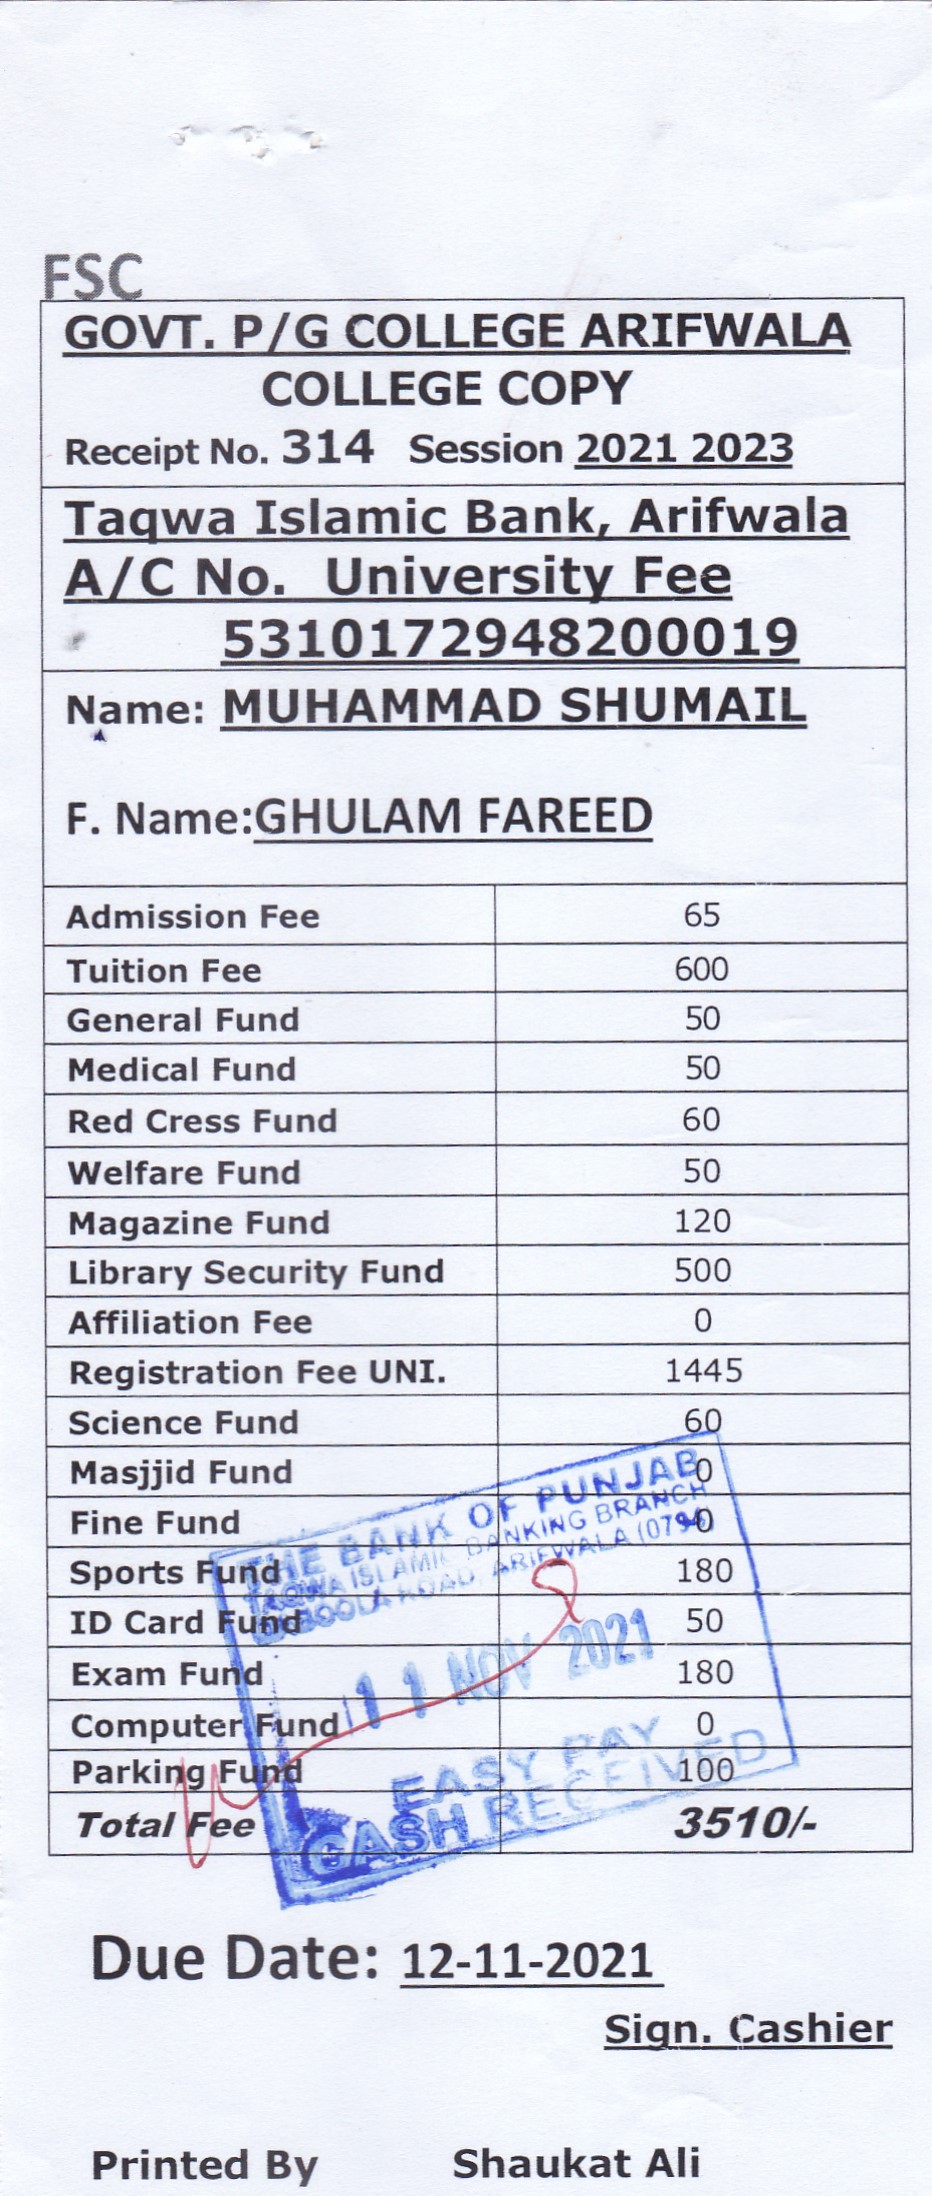 FSC
GOVT. P/G COLLEGE ARIFWALA
COLLEGE COPY
Receipt No. 314 Session 2021 2023
Taqwa Islamic Bank, Arifwala
A/C No. University Fee
5310172948200019
Name: MUHAMMAD SHUMAIL
F. Name:GHULAM FAREED
Admission Fee 65
Tuition Fee 600
General Fund 50
Medical Fund 50
Red Cress Fund 60
Welfare Fund 50
Magazine Fund 120
Library Security Fund 500
Affiliation Fee 0
Registration Fee UNI. 1445
Science Fund 60
Masjjid Fund 0
Fine Fund 0
Sports Fund 180
ID Card Fund 50
Exam Fund 180
Computer Fund 0
Parking Fund 100
Total Fee 3510/-
THE BANK OF PUNJAB
TAQWA ISLAMIC BANKING BRANCH
ROAD, ARIFWALA
11 NOV 2021
EASY PAY
CASH RECEIVED
Due Date: 12-11-2021
Sign. Cashier
Printed By Shaukat Ali